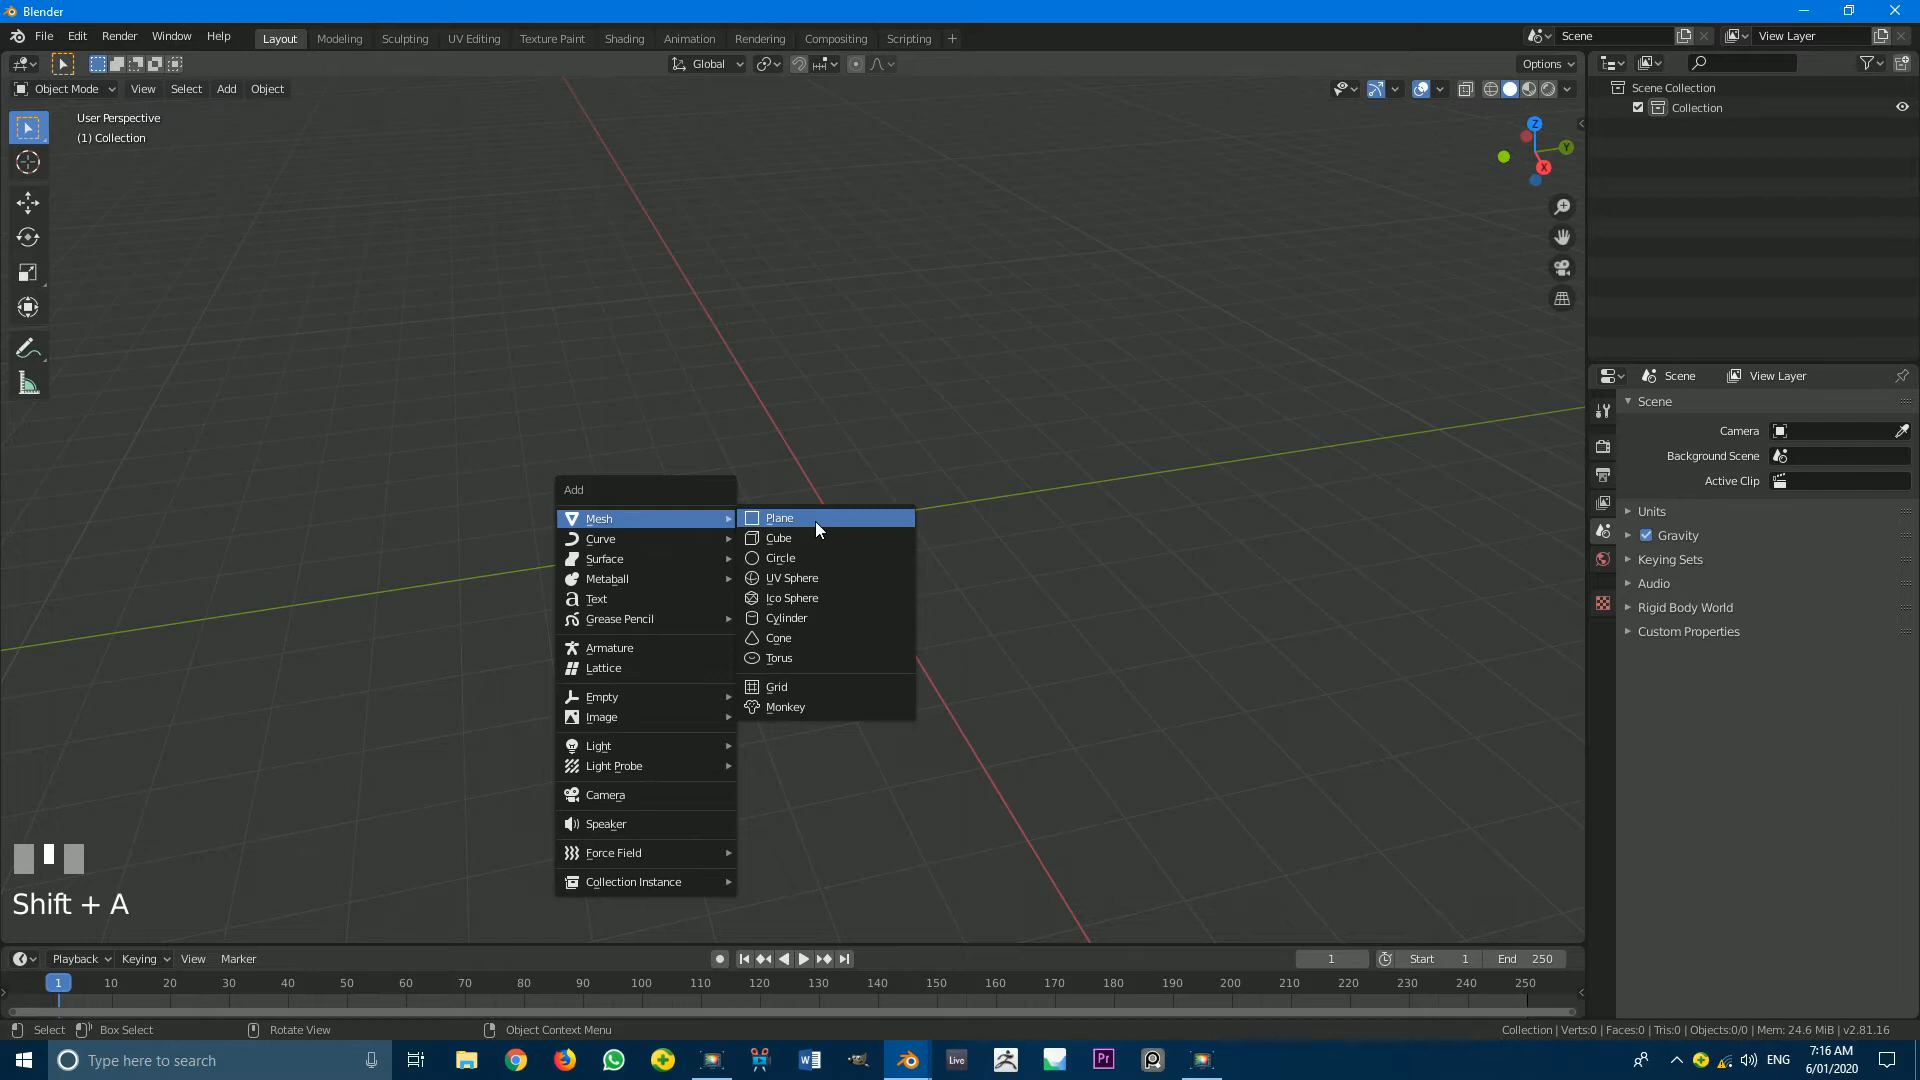 Blender
File Edit Render Window Help Layout Modeling Sculpting UV Editing Texture Paint Shading Animation Rendering Compositing Scripting + Scene View Layer
Global Options
Object Mode View Select Add Object
User Perspective
(1) Collection
Z
Y
X
Scene Collection
Collection
Scene View Layer
Scene
Camera
Background Scene
Active Clip
Units
Gravity
Keying Sets
Audio
Rigid Body World
Custom Properties
Add
Mesh
Curve
Surface
Metaball
Text
Grease Pencil
Armature
Lattice
Empty
Image
Light
Light Probe
Camera
Speaker
Force Field
Collection Instance
Plane
Cube
Circle
UV Sphere
Ico Sphere
Cylinder
Cone
Torus
Grid
Monkey
Shift + A
Playback Keying View Marker 1 Start 1 End 250
1 10 20 30 40 50 60 70 80 90 100 110 120 130 140 150 160 170 180 190 200 210 220 230 240 250
Select Box Select Rotate View Object Context Menu Collection | Verts:0 | Faces:0 | Tris:0 | Objects:0/0 | Mem: 24.6 MiB | v2.81.16
Type here to search Live Pr ENG 7:16 AM
6/01/2020